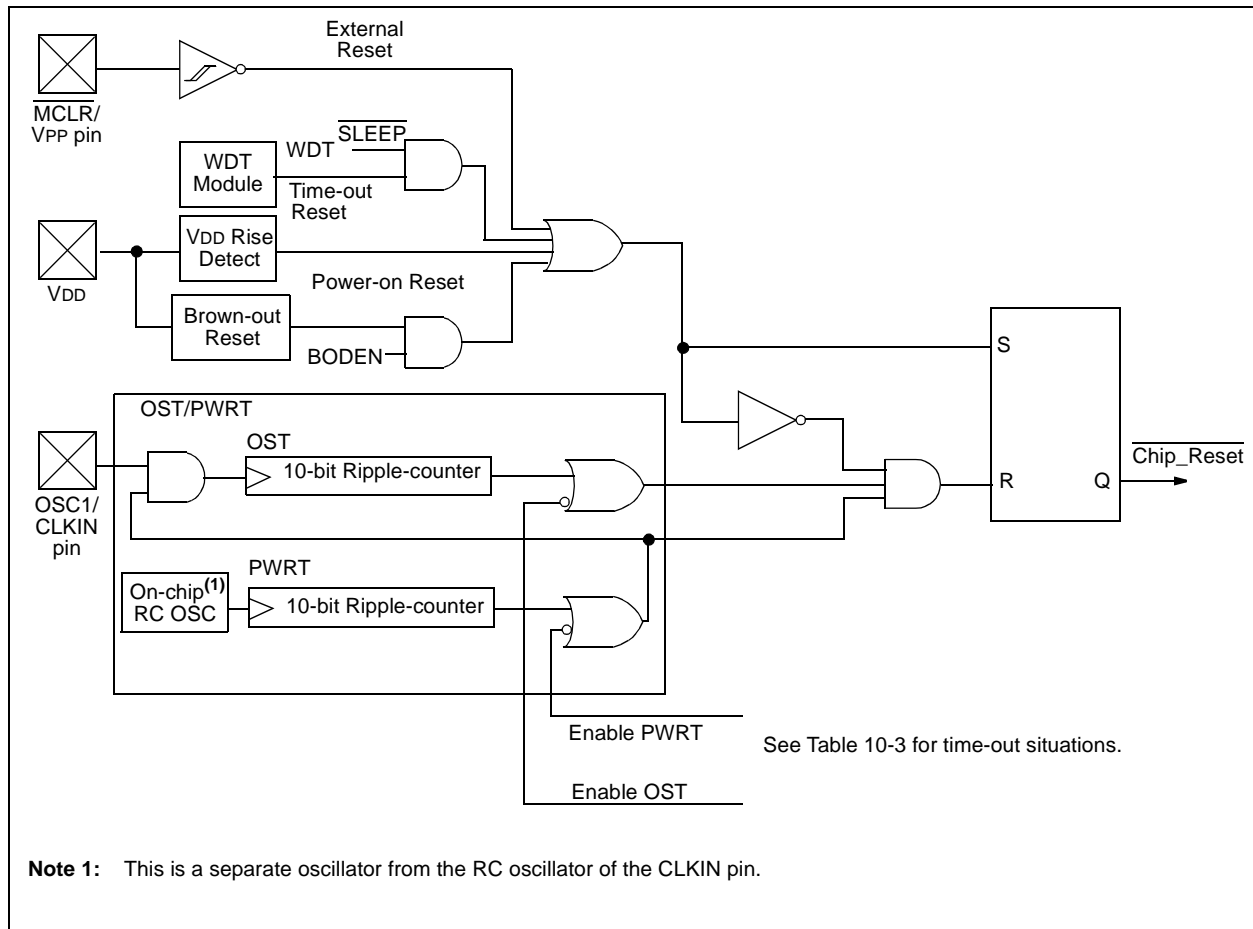 External
Reset
MCLR/
VPP pin
SLEEP
WDT
WDT
Module
Time-out
Reset
VDD Rise
Detect
VDD
Power-on Reset
Brown-out
Reset
BODEN
S
OST/PWRT
OST
10-bit Ripple-counter
Chip_Reset
R
Q
OSC1/
CLKIN
pin
PWRT
On-chip(1)
RC OSC
10-bit Ripple-counter
Enable PWRT
See Table 10-3 for time-out situations.
Enable OST
Note 1: This is a separate oscillator from the RC oscillator of the CLKIN pin.